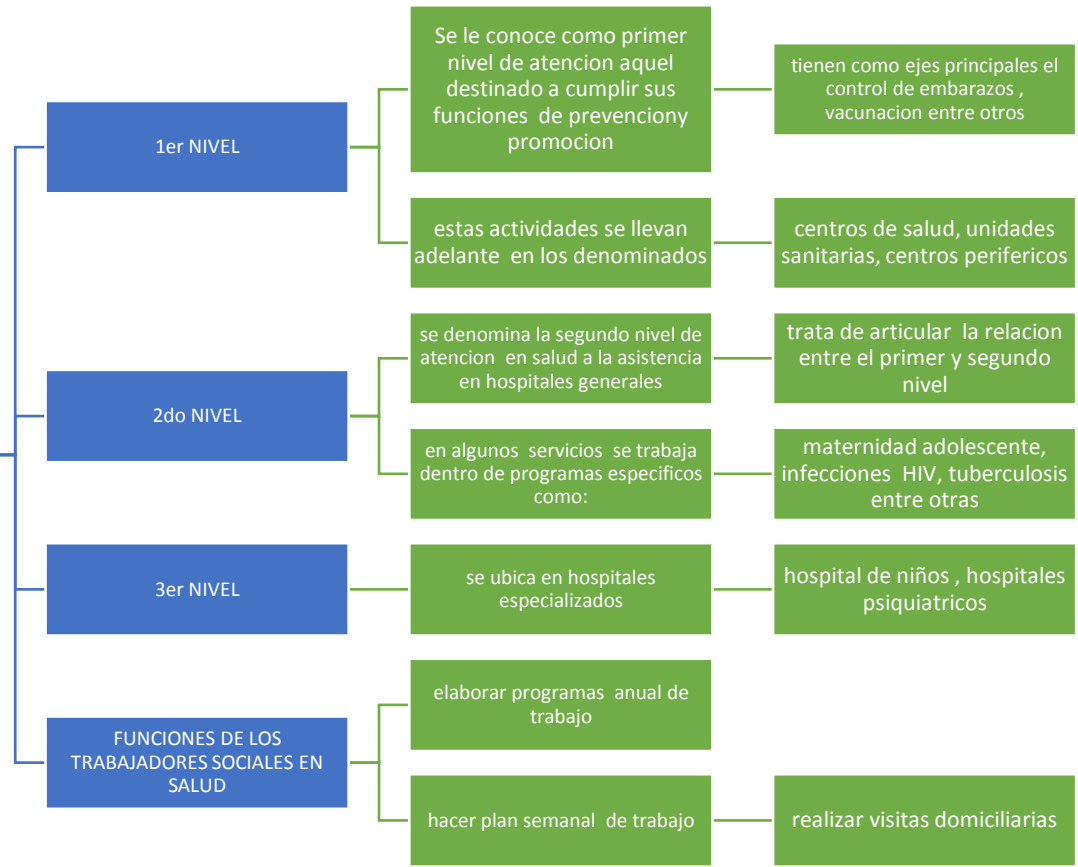 1er NIVEL
Se le conoce como primer
nivel de atencion aquel
destinado a cumplir sus
funciones de prevenciony
promocion
tienen como ejes principales el
control de embarazos ,
vacunacion entre otros
estas actividades se llevan
adelante en los denominados
centros de salud, unidades
sanitarias, centros perifericos
2do NIVEL
se denomina la segundo nivel de
atencion en salud a la asistencia
en hospitales generales
trata de articular la relacion
entre el primer y segundo
nivel
en algunos servicios se trabaja
dentro de programas especificos
como:
maternidad adolescente,
infecciones HIV, tuberculosis
entre otras
3er NIVEL
se ubica en hospitales
especializados
hospital de niños , hospitales
psiquiatricos
FUNCIONES DE LOS
TRABAJADORES SOCIALES EN
SALUD
elaborar programas anual de
trabajo
hacer plan semanal de trabajo
realizar visitas domiciliarias